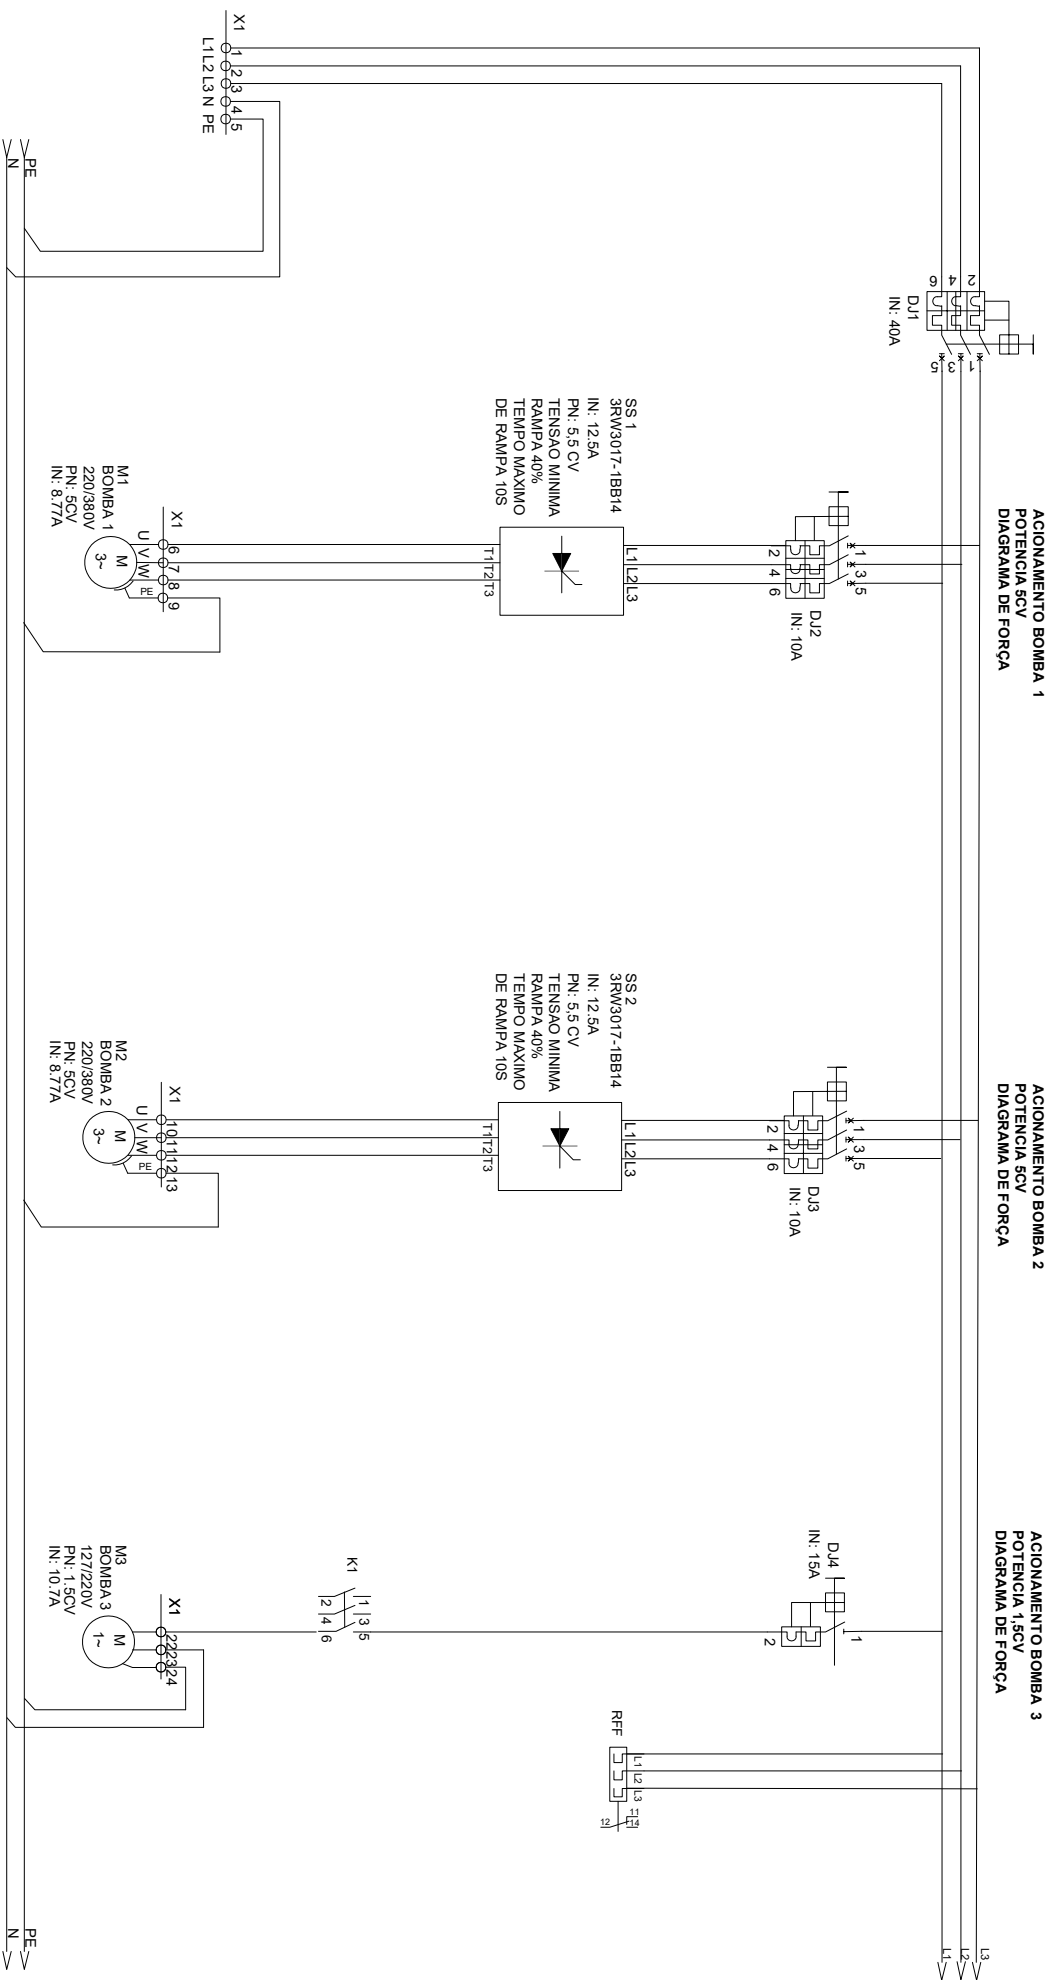 X1
1
2
3
4
5
L1
L2
L3
N
PE
PE
N
2
4
6
1
3
5
DJ1
IN: 40A
ACIONAMENTO BOMBA 1
POTENCIA 5CV
DIAGRAMA DE FORÇA
1
3
5
2
4
6
DJ2
IN: 10A
SS 1
3RW3017-1BB14
IN: 12.5A
PN: 5,5 CV
TENSAO MINIMA
RAMPA 40%
TEMPO MAXIMO
DE RAMPA 10S
L1
L2
L3
T1
T2
T3
X1
6
7
8
9
U
V
W
PE
M
3~
M1
BOMBA 1
220/380V
PN: 5CV
IN: 8.77A
ACIONAMENTO BOMBA 2
POTENCIA 5CV
DIAGRAMA DE FORÇA
1
3
5
2
4
6
DJ3
IN: 10A
SS 2
3RW3017-1BB14
IN: 12.5A
PN: 5,5 CV
TENSAO MINIMA
RAMPA 40%
TEMPO MAXIMO
DE RAMPA 10S
L1
L2
L3
T1
T2
T3
X1
10
11
12
13
U
V
W
PE
M
3~
M2
BOMBA 2
220/380V
PN: 5CV
IN: 8.77A
ACIONAMENTO BOMBA 3
POTENCIA 1,5CV
DIAGRAMA DE FORÇA
DJ4
IN: 15A
1
2
K1
1
3
5
2
4
6
X1
22
23
24
M
1~
M3
BOMBA 3
127/220V
PN: 1.5CV
IN: 10.7A
RFF
L1
L2
L3
11
12
14
L3
L2
L1
PE
N